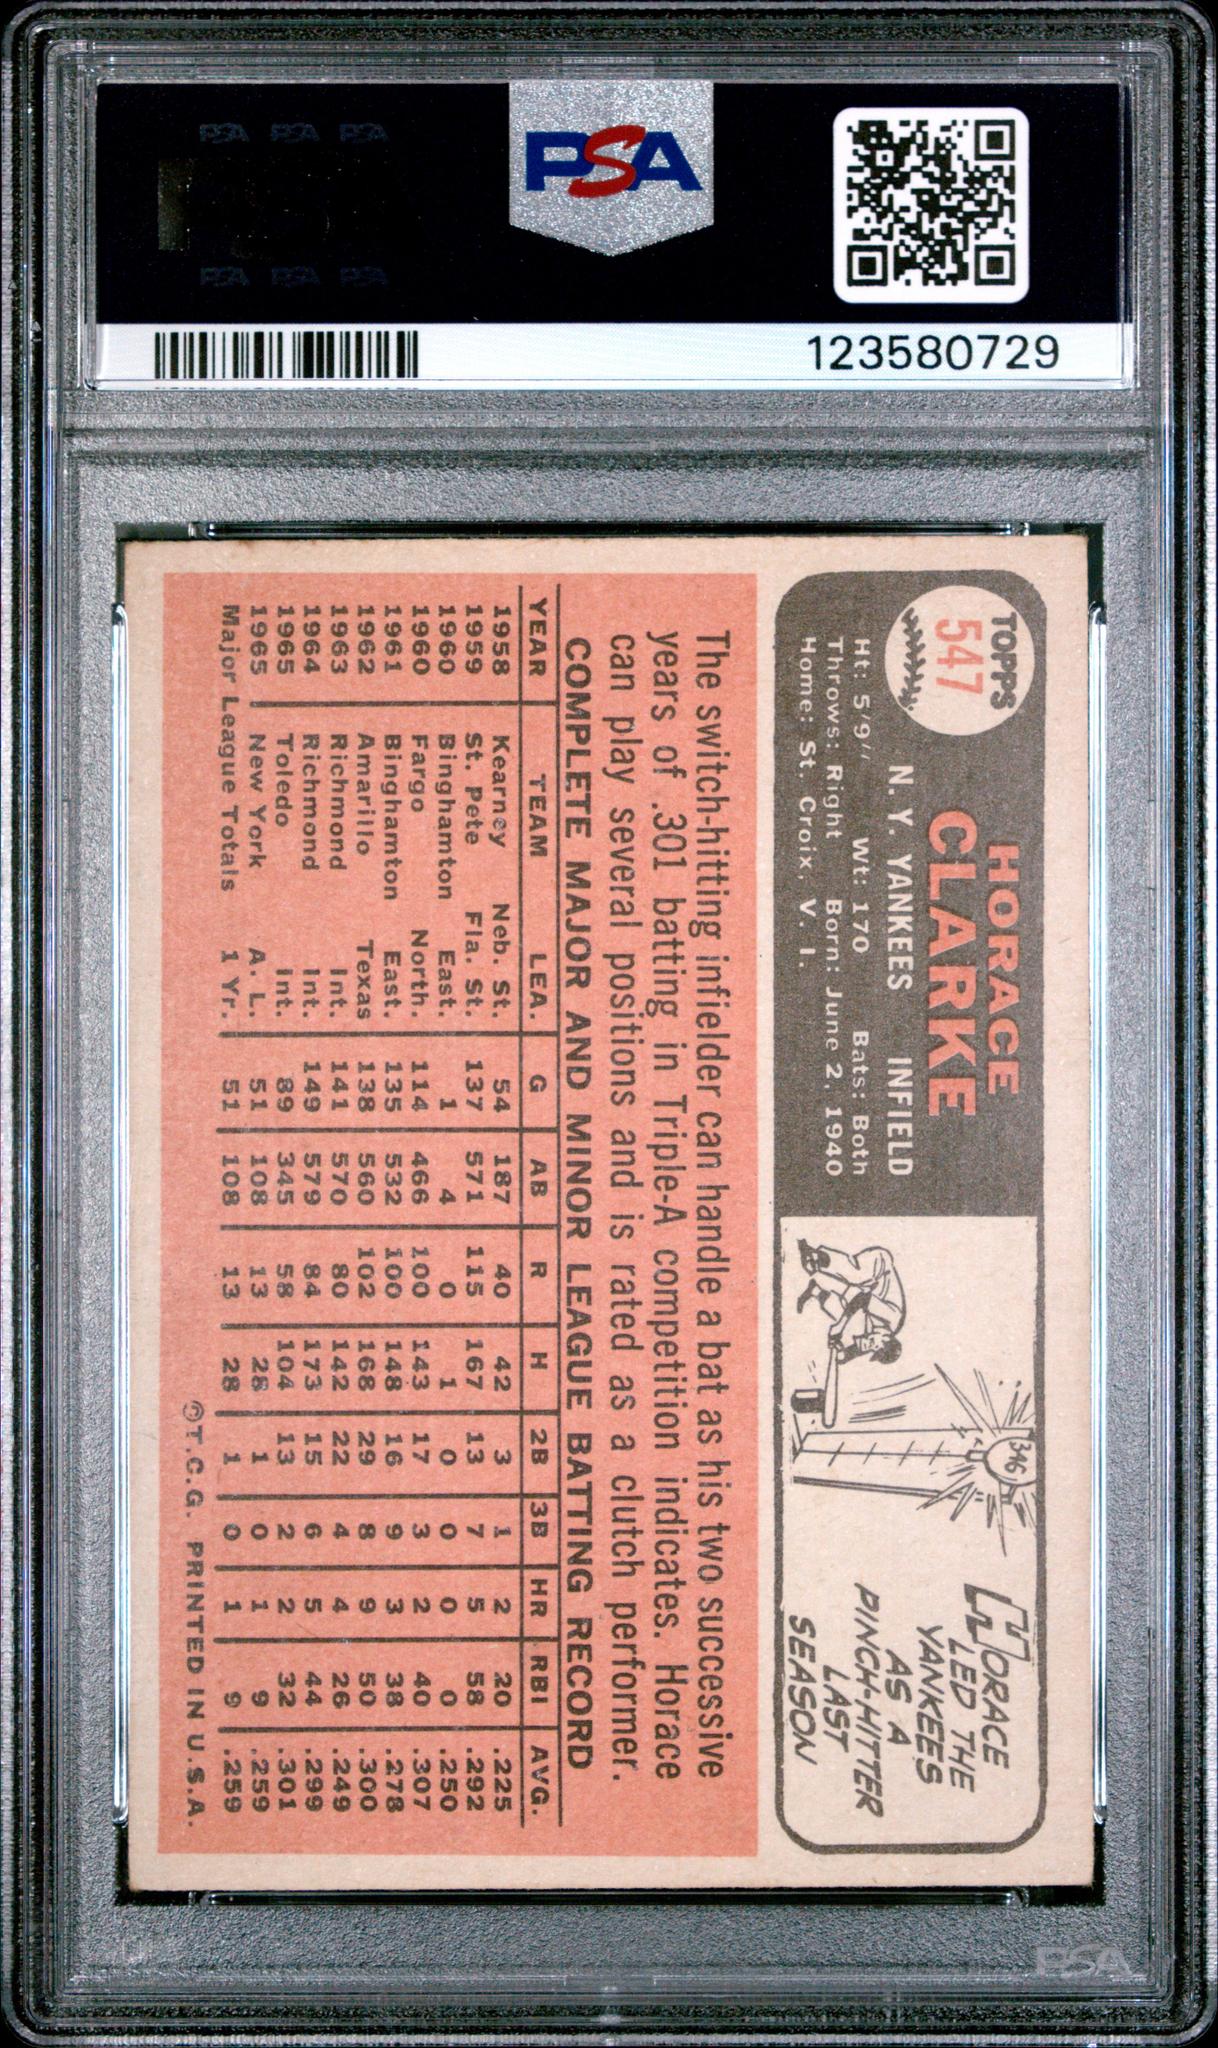 PSA PSA PSA
PSA
PSA PSA PSA
123580729
TOPPS
547
HORACE
CLARKE
N. Y. YANKEES INFIELD
Ht: 5'9" Wt: 170 Bats: Both
Throws: Right Born: June 2, 1940
Home: St. Croix, V. I.
346
HORACE
LED THE
YANKEES
AS A
PINCH-HITTER
LAST
SEASON
The switch-hitting infielder can handle a bat as his two successive
years of .301 batting in Triple-A competition indicates. Horace
can play several positions and is rated as a clutch performer.
COMPLETE MAJOR AND MINOR LEAGUE BATTING RECORD
YEAR TEAM LEA. G AB R H 2B 3B HR RBI AVG.
1958 Kearney Neb. St. 54 187 40 42 3 1 2 20 .225
1959 St. Pete Fla. St. 137 571 115 167 13 7 5 58 .292
1960 Binghamton East. 1 4 0 1 0 0 0 0 .250
1960 Fargo North. 114 466 100 143 17 3 2 40 .307
1961 Binghamton East. 135 532 100 148 16 9 3 38 .278
1962 Amarillo Texas 138 560 102 168 29 8 9 50 .300
1963 Richmond Int. 141 570 80 142 22 4 4 26 .249
1964 Richmond Int. 149 579 84 173 15 6 5 44 .299
1965 Toledo Int. 89 345 58 104 13 2 2 32 .301
1965 New York A. L. 51 108 13 28 1 0 1 9 .259
Major League Totals 1 Yr. 51 108 13 28 1 0 1 9 .259
©T.C.G. PRINTED IN U.S.A.
PSA